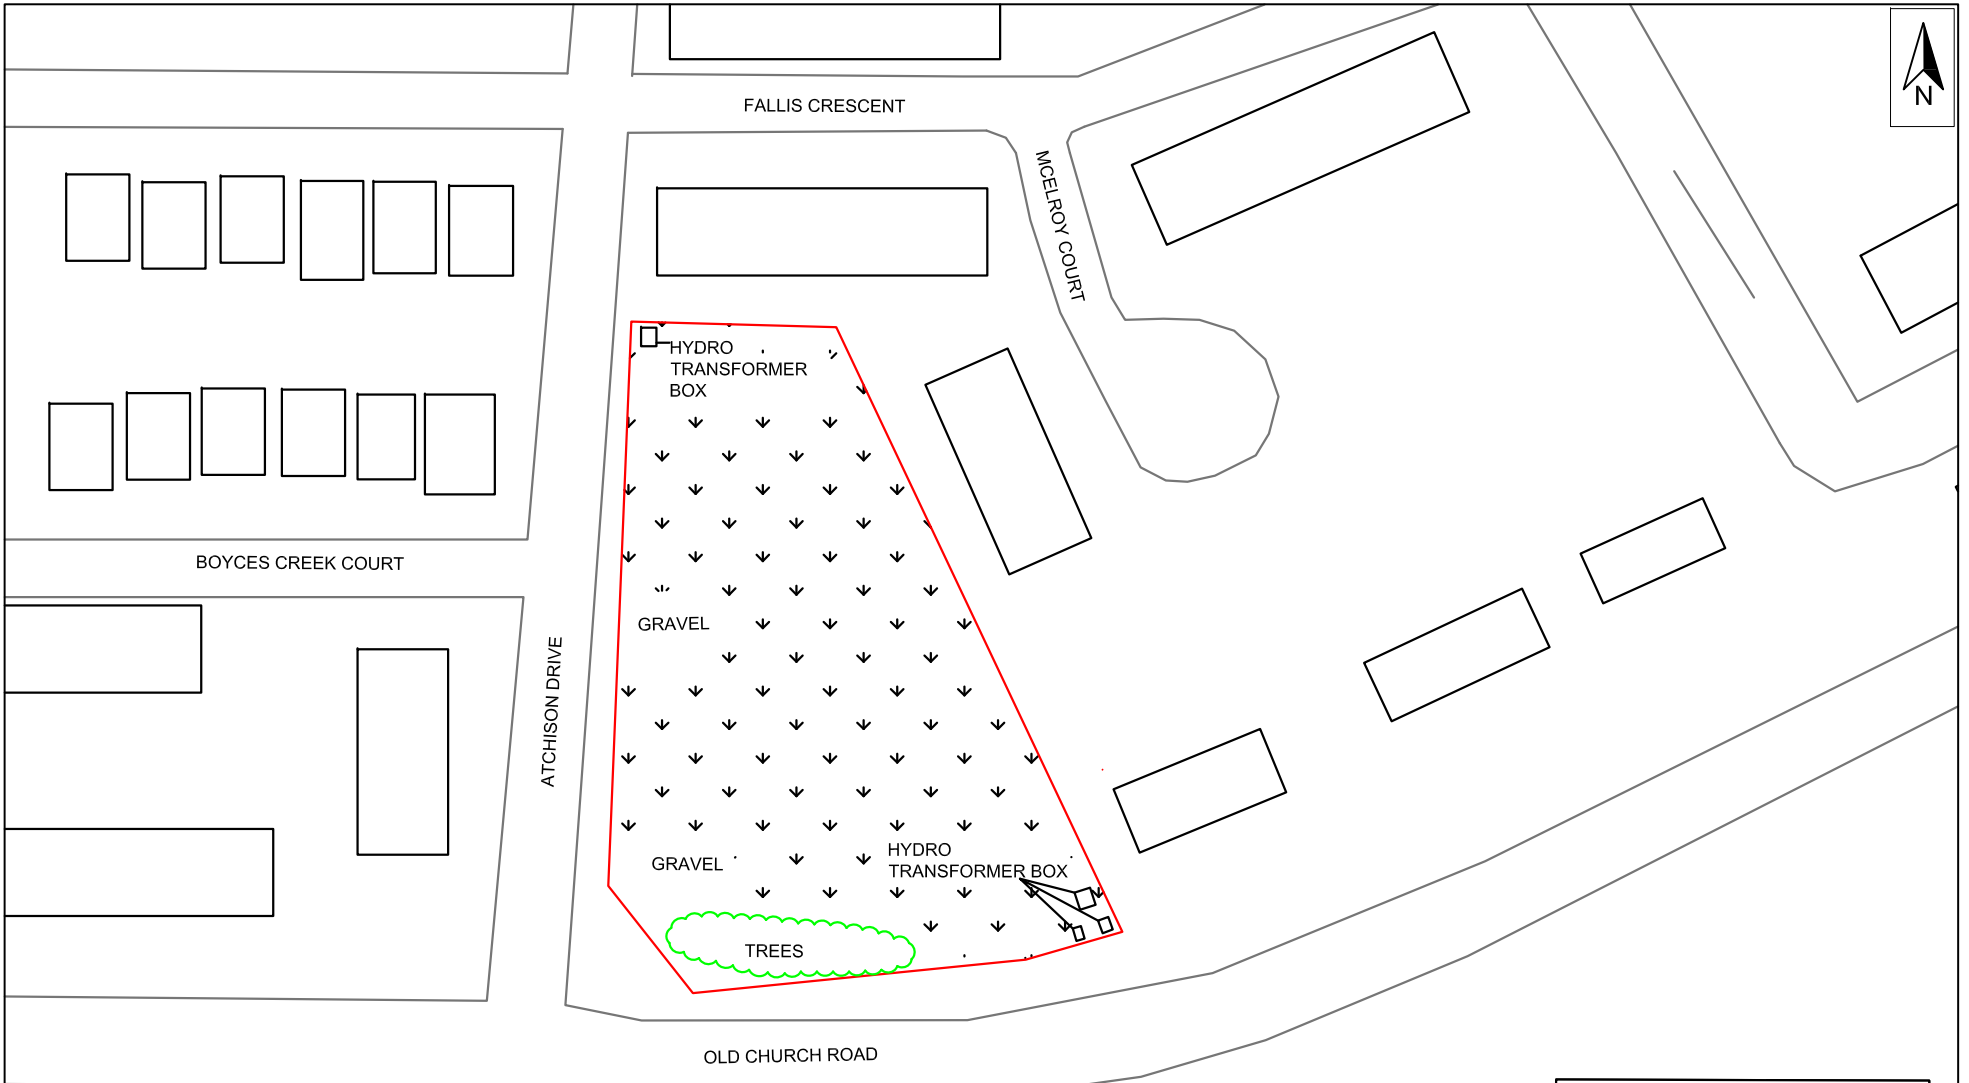 N
FALLIS CRESCENT
MCELROY COURT
HYDRO
TRANSFORMER
BOX
BOYCES CREEK COURT
GRAVEL
ATCHISON DRIVE
HYDRO
TRANSFORMER BOX
GRAVEL
TREES
OLD CHURCH ROAD